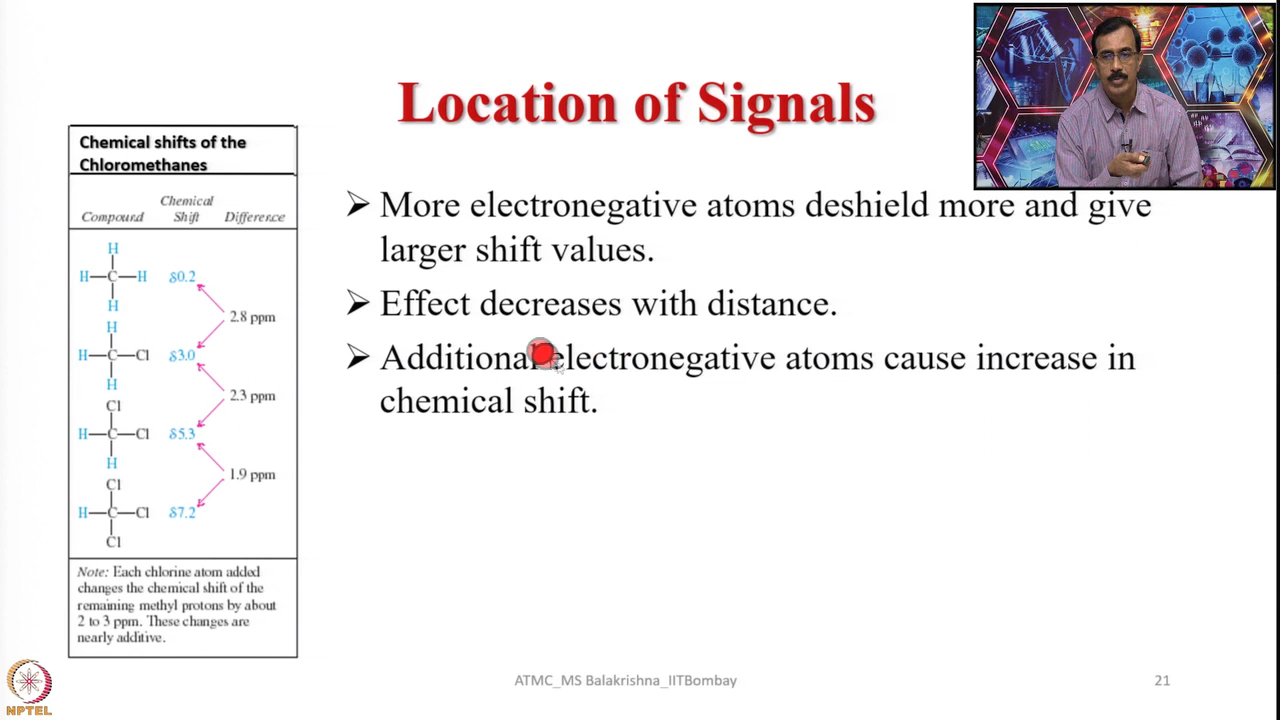 Location of Signals
Chemical shifts of the
Chloromethanes
Chemical
Compound Shift Difference
H
H—C—H δ0.2
H
2.8 ppm
H
H—C—Cl δ3.0
H
2.3 ppm
Cl
H—C—Cl δ5.3
H
1.9 ppm
Cl
H—C—Cl δ7.2
Cl
Note: Each chlorine atom added
changes the chemical shift of the
remaining methyl protons by about
2 to 3 ppm. These changes are
nearly additive.
➢ More electronegative atoms deshield more and give
larger shift values.
➢ Effect decreases with distance.
➢ Additional electronegative atoms cause increase in
chemical shift.
NPTEL
ATMC_MS Balakrishna_IITBombay
21